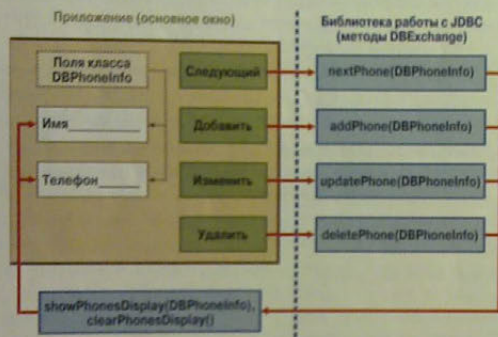 Приложение (основное окно)
Библиотека работы с JDBC
(методы DBExchange)
Поля класса
DBPhoneInfo
Следующий
nextPhone(DBPhoneInfo)
Имя
Добавить
addPhone(DBPhoneInfo)
Телефон
Изменить
updatePhone(DBPhoneInfo)
Удалить
deletePhone(DBPhoneInfo)
showPhonesDisplay(DBPhoneInfo),
clearPhonesDisplay()